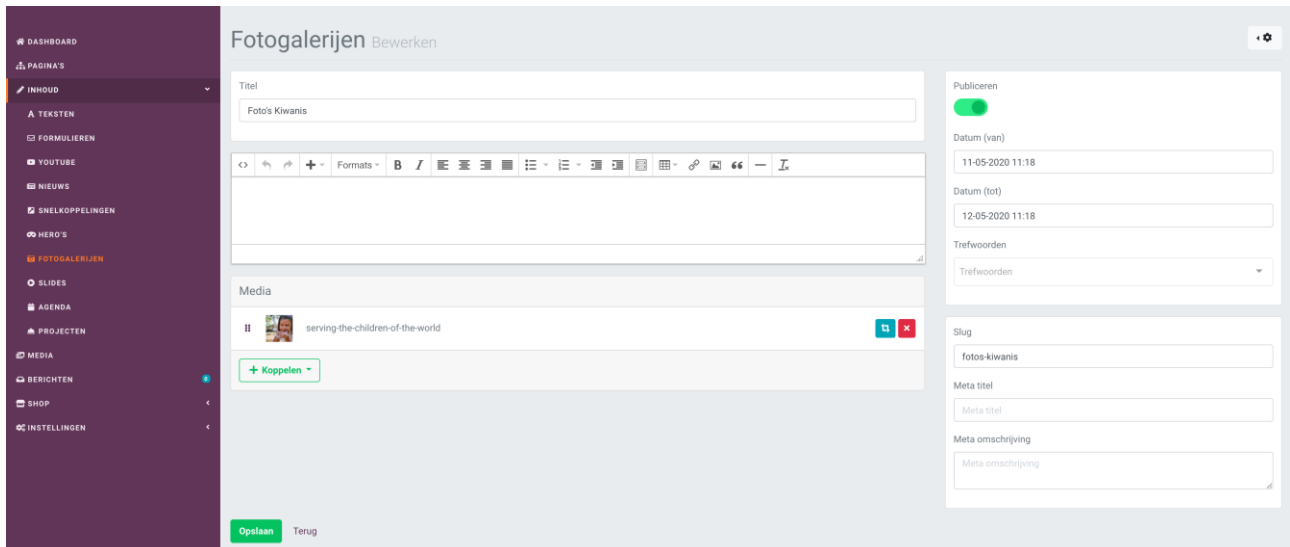 DASHBOARD
PAGINA'S
INHOUD
TEKSTEN
FORMULIEREN
YOUTUBE
NIEUWS
SNELKOPPELINGEN
HERO'S
FOTOGALERIJEN
SLIDES
AGENDA
PROJECTEN
MEDIA
BERICHTEN 0
SHOP
INSTELLINGEN
Fotogalerijen Bewerken
Titel
Foto's Kiwanis
Formats B I
Media
serving-the-children-of-the-world
+ Koppelen
Opslaan Terug
Publiceren
Datum (van)
11-05-2020 11:18
Datum (tot)
12-05-2020 11:18
Trefwoorden
Trefwoorden
Slug
fotos-kiwanis
Meta titel
Meta titel
Meta omschrijving
Meta omschrijving